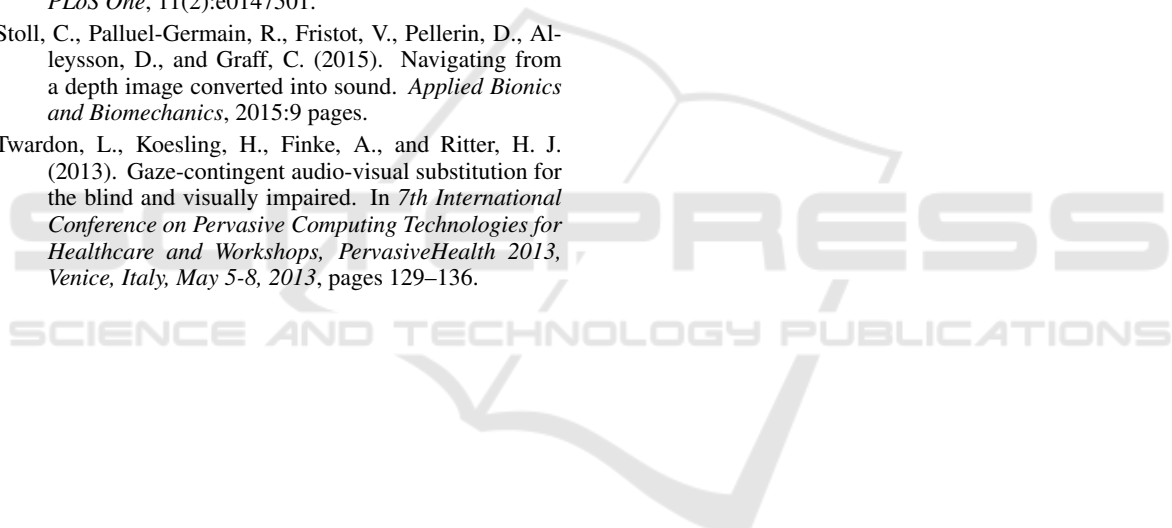 PLoS One, 11(2):e0147501.
Stoll, C., Palluel-Germain, R., Fristot, V., Pellerin, D., Al-
leysson, D., and Graff, C. (2015). Navigating from
a depth image converted into sound. Applied Bionics
and Biomechanics, 2015:9 pages.
Twardon, L., Koesling, H., Finke, A., and Ritter, H. J.
(2013). Gaze-contingent audio-visual substitution for
the blind and visually impaired. In 7th International
Conference on Pervasive Computing Technologies for
Healthcare and Workshops, PervasiveHealth 2013,
Venice, Italy, May 5-8, 2013, pages 129–136.
SCITEPRESS
SCIENCE AND TECHNOLOGY PUBLICATIONS